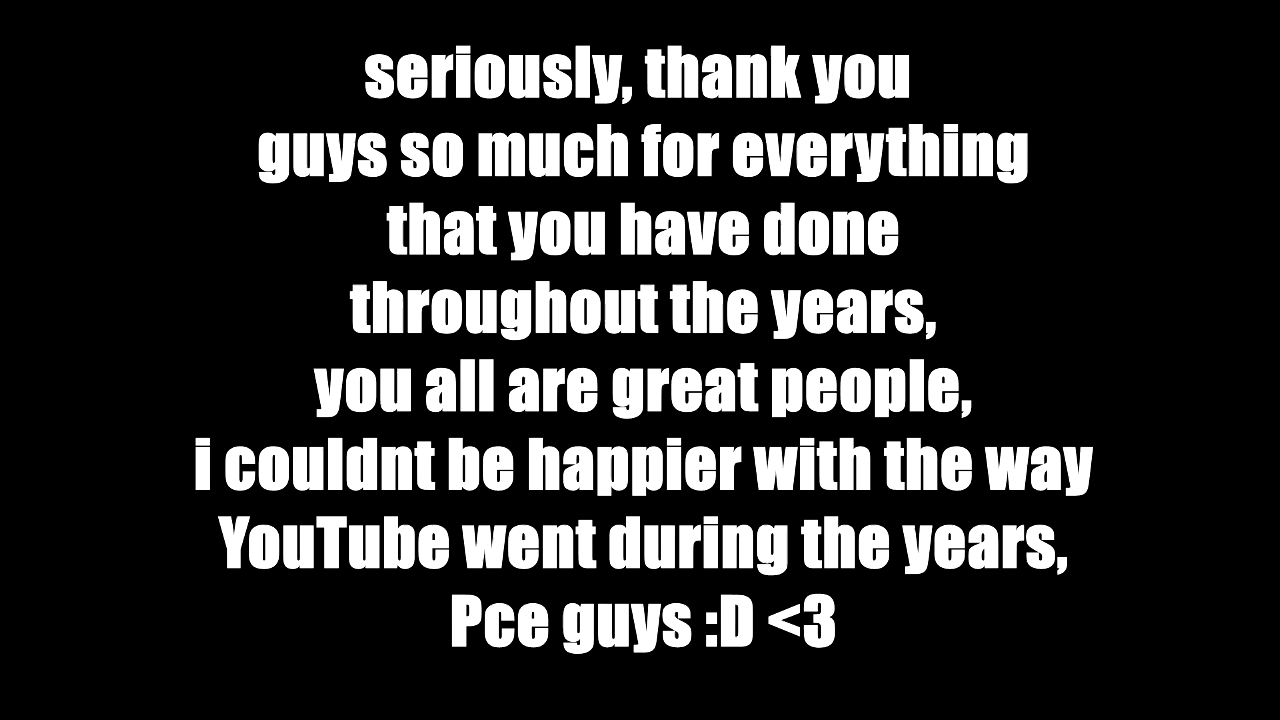 seriously, thank you
guys so much for everything
that you have done
throughout the years,
you all are great people,
i couldnt be happier with the way
YouTube went during the years,
Pce guys :D <3